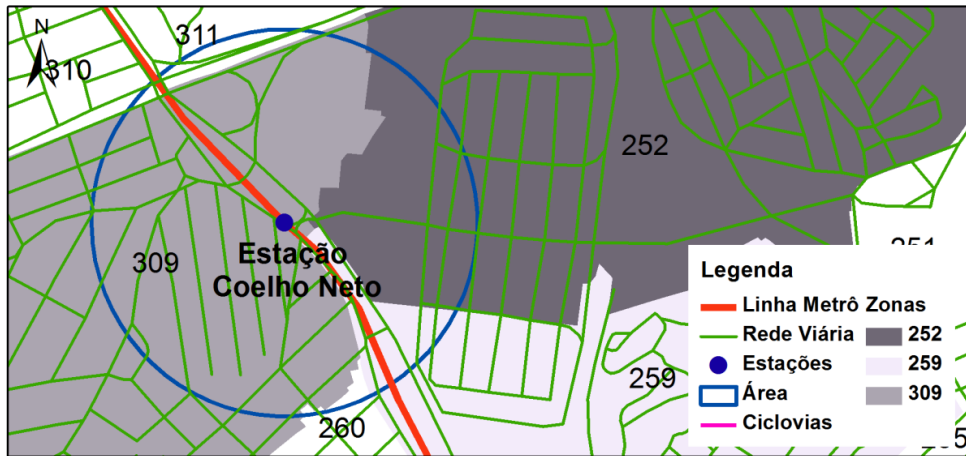 N
311
310
252
Estação
Coelho Neto
309
251
Legenda
Linha Metrô Zonas
Rede Viária 252
Estações 259
Área 309
Ciclovias
259
260